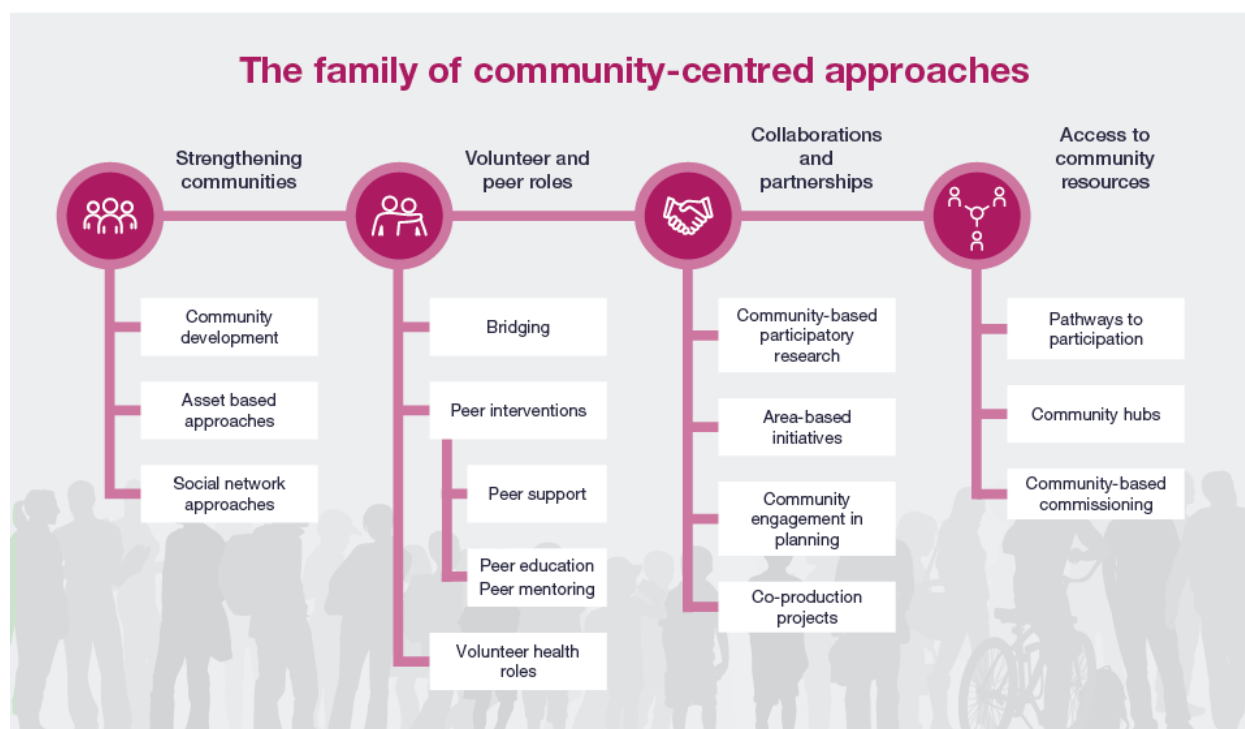 The family of community-centred approaches
Strengthening
communities
Community
development
Asset based
approaches
Social network
approaches
Volunteer and
peer roles
Bridging
Peer interventions
Peer support
Peer education
Peer mentoring
Volunteer health
roles
Collaborations
and
partnerships
Community-based
participatory
research
Area-based
initiatives
Community
engagement in
planning
Co-production
projects
Access to
community
resources
Pathways to
participation
Community hubs
Community-based
commissioning